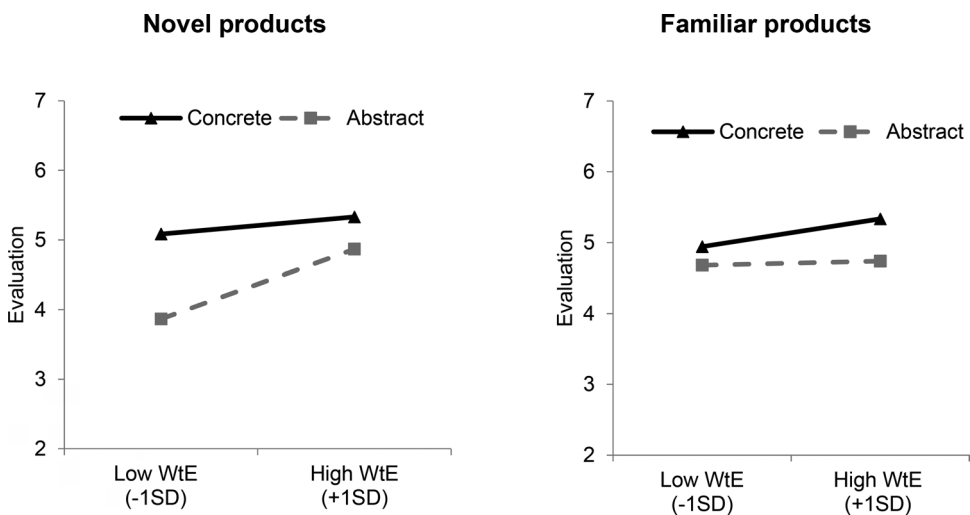 Novel products
7
6
5
4
3
2
Evaluation
Concrete
Abstract
Low WtE
(-1SD)
High WtE
(+1SD)
Familiar products
7
6
5
4
3
2
Evaluation
Concrete
Abstract
Low WtE
(-1SD)
High WtE
(+1SD)